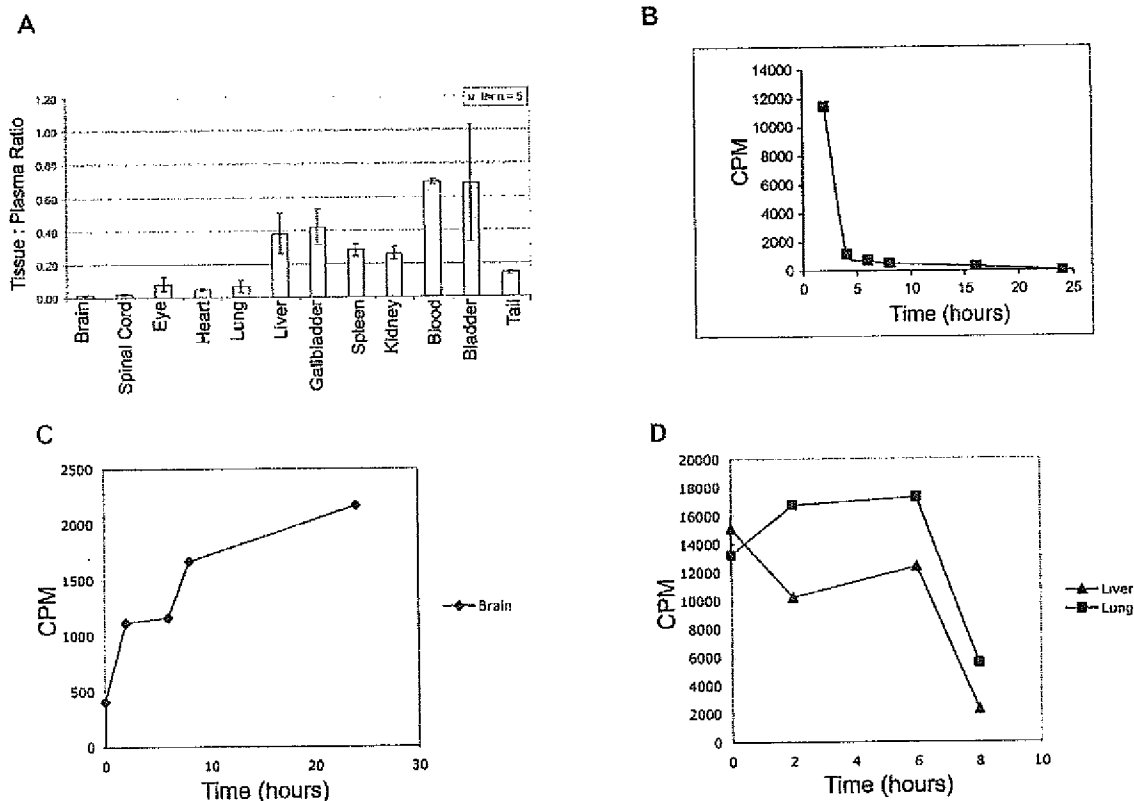 A
Tissue : Plasma Ratio
1.20
1.00
0.85
0.60
0.40
0.20
0.00
Brain
Spinal Cord
Eye
Heart
Lung
Liver
Gallbladder
Spleen
Kidney
Blood
Bladder
Tail
B
CPM
14000
12000
10000
8000
6000
4000
2000
0
0 5 10 15 20 25
Time (hours)
C
CPM
2500
2000
1500
1000
500
0
0 10 20 30
Time (hours)
Brain
D
CPM
20000
18000
16000
14000
12000
10000
8000
6000
4000
2000
0
0 2 4 6 8 10
Time (hours)
Liver
Lung